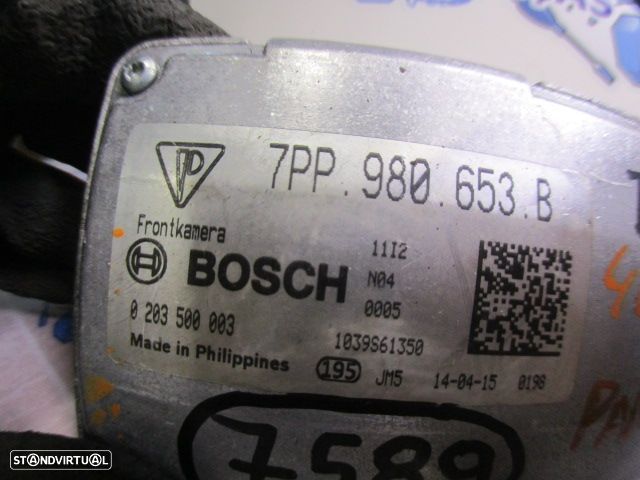 7PP.980.653.B
Frontkamera
BOSCH
11I2
N04
0005
0 203 500 003
1039S61350
Made in Philippines
195
JM5
14-04-15
0198
7589
STANDVIRTUAL